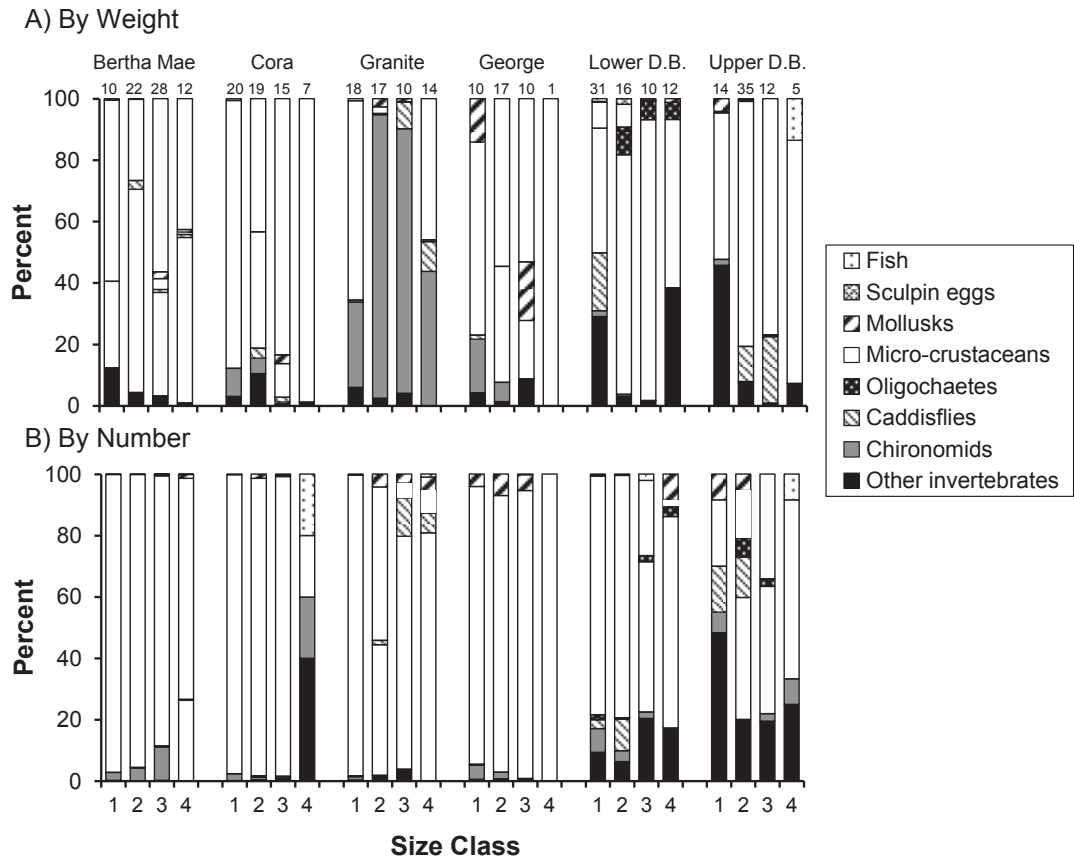 A) By Weight
Bertha Mae Cora Granite George Lower D.B. Upper D.B.
10 22 28 12 20 19 15 7 18 17 10 14 10 17 10 1 31 16 10 12 14 35 12 5
100
80
60
40
20
0
Percent
B) By Number
100
80
60
40
20
0
Percent
1 2 3 4 1 2 3 4 1 2 3 4 1 2 3 4 1 2 3 4 1 2 3 4
Size Class
Fish
Sculpin eggs
Mollusks
Micro-crustaceans
Oligochaetes
Caddisflies
Chironomids
Other invertebrates